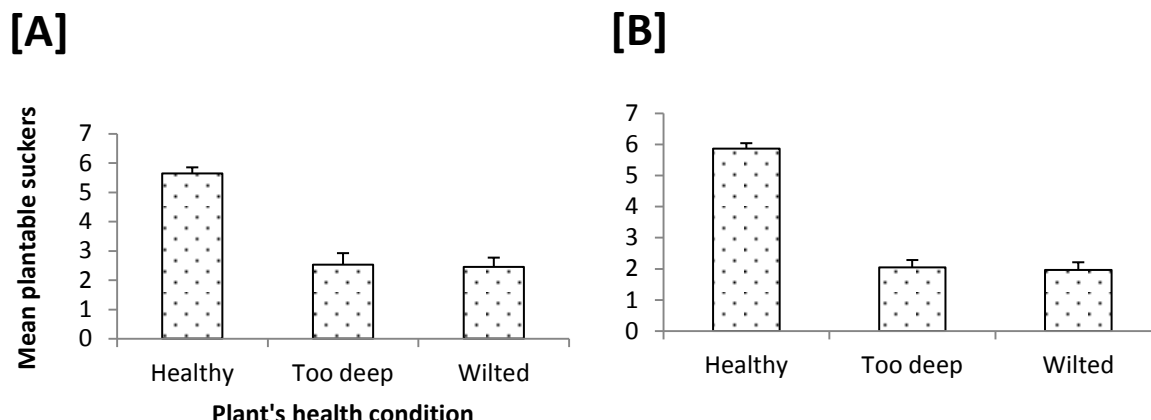 [A]
Mean plantable suckers
7
6
5
4
3
2
1
0
Healthy Too deep Wilted
Plant's health condition
[B]
7
6
5
4
3
2
1
0
Healthy Too deep Wilted